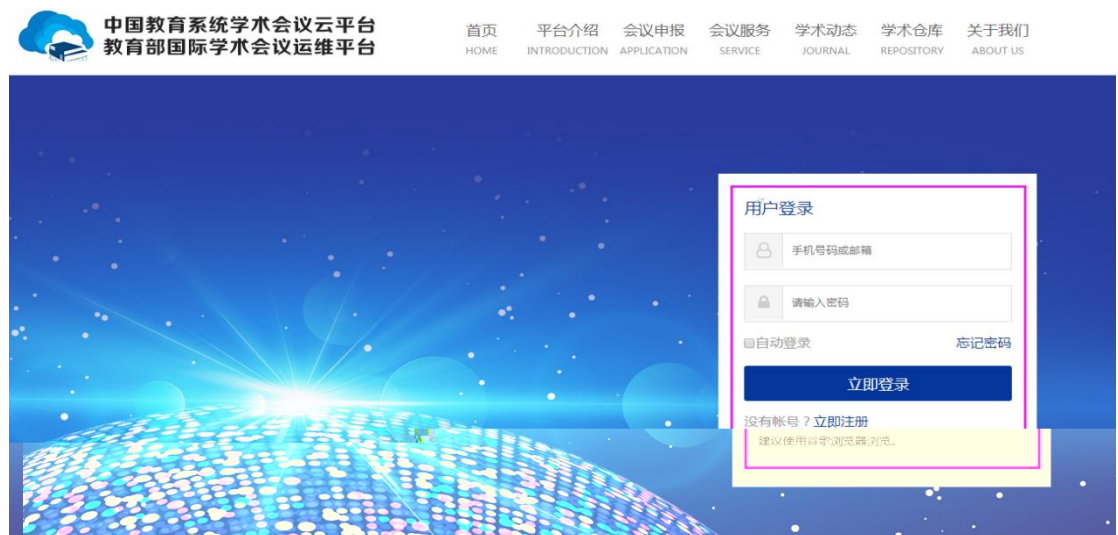 中国教育系统学术会议云平台
教育部国际学术会议运维平台
首页 平台介绍 会议申报 会议服务 学术动态 学术仓库 关于我们
HOME INTRODUCTION APPLICATION SERVICE JOURNAL REPOSITORY ABOUT US
用户登录
手机号码或邮箱
请输入密码
自动登录 忘记密码
立即登录
没有帐号？立即注册
建议使用谷歌浏览器浏览。